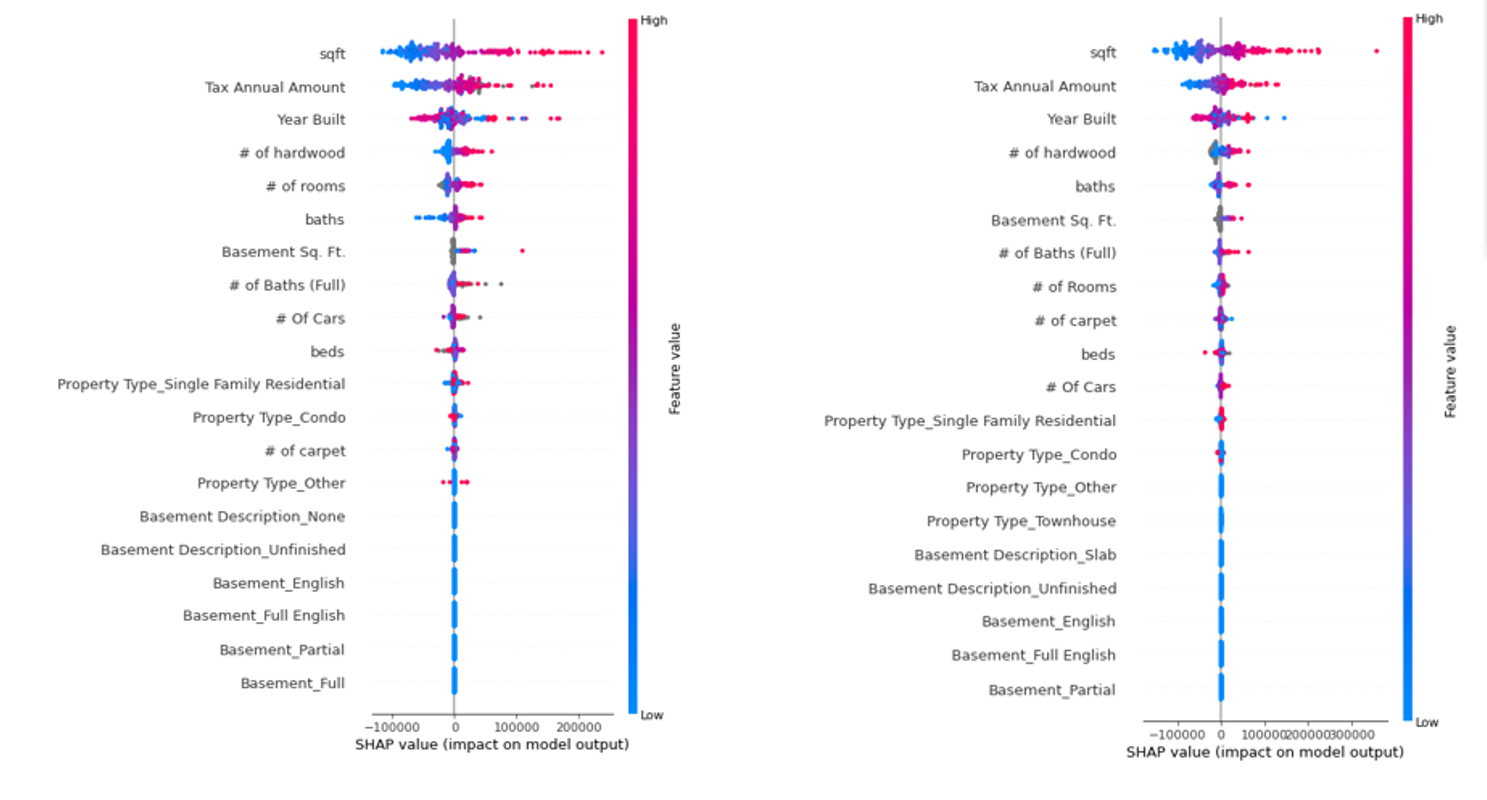 High
sqft
Tax Annual Amount
Year Built
# of hardwood
# of rooms
baths
Basement Sq. Ft.
# of Baths (Full)
# Of Cars
beds
Property Type_Single Family Residential
Property Type_Condo
# of carpet
Property Type_Other
Basement Description_None
Basement Description_Unfinished
Basement_English
Basement_Full English
Basement_Partial
Basement_Full
Feature value
Low
−100000 0 100000 200000
SHAP value (impact on model output)
High
sqft
Tax Annual Amount
Year Built
# of hardwood
baths
Basement Sq. Ft.
# of Baths (Full)
# of Rooms
# of carpet
beds
# Of Cars
Property Type_Single Family Residential
Property Type_Condo
Property Type_Other
Property Type_Townhouse
Basement Description_Slab
Basement Description_Unfinished
Basement_English
Basement_Full English
Basement_Partial
Feature value
Low
−100000 0 100000 200000 300000
SHAP value (impact on model output)